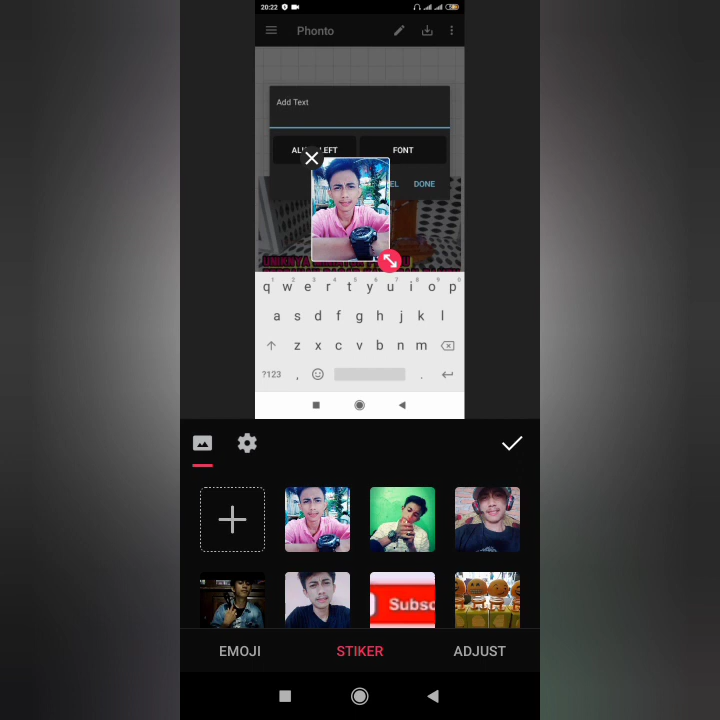 20:22
Phonto
Add Text
FONT
DONE
q w e r t y u i o p
a s d f g h j k l
z x c v b n m
?123 , .
Subsc
EMOJI STIKER ADJUST